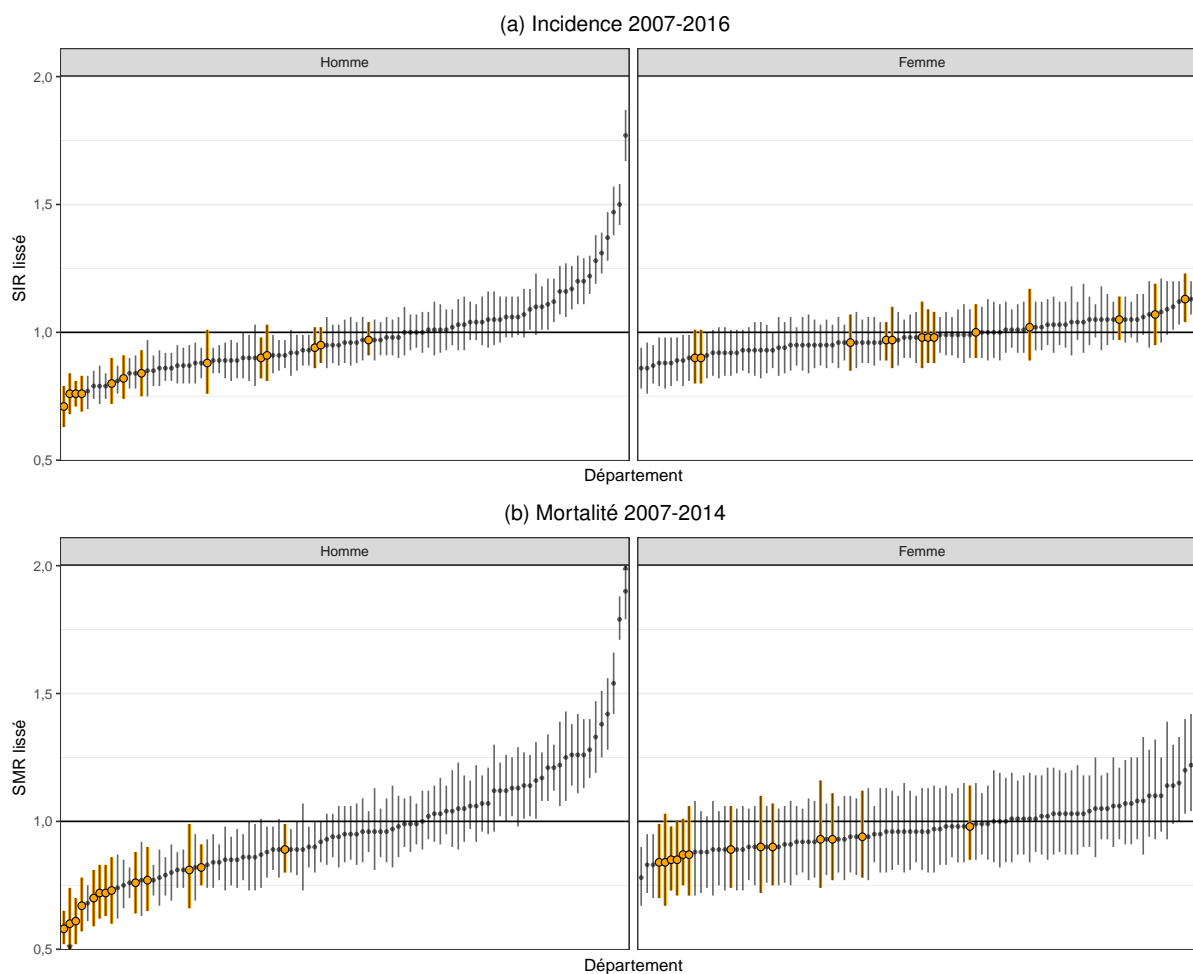 (a) Incidence 2007-2016
Homme
Femme
2,0
1,5
1,0
0,5
SIR lissé
Département
(b) Mortalité 2007-2014
Homme
Femme
2,0
1,5
1,0
0,5
SMR lissé
Département